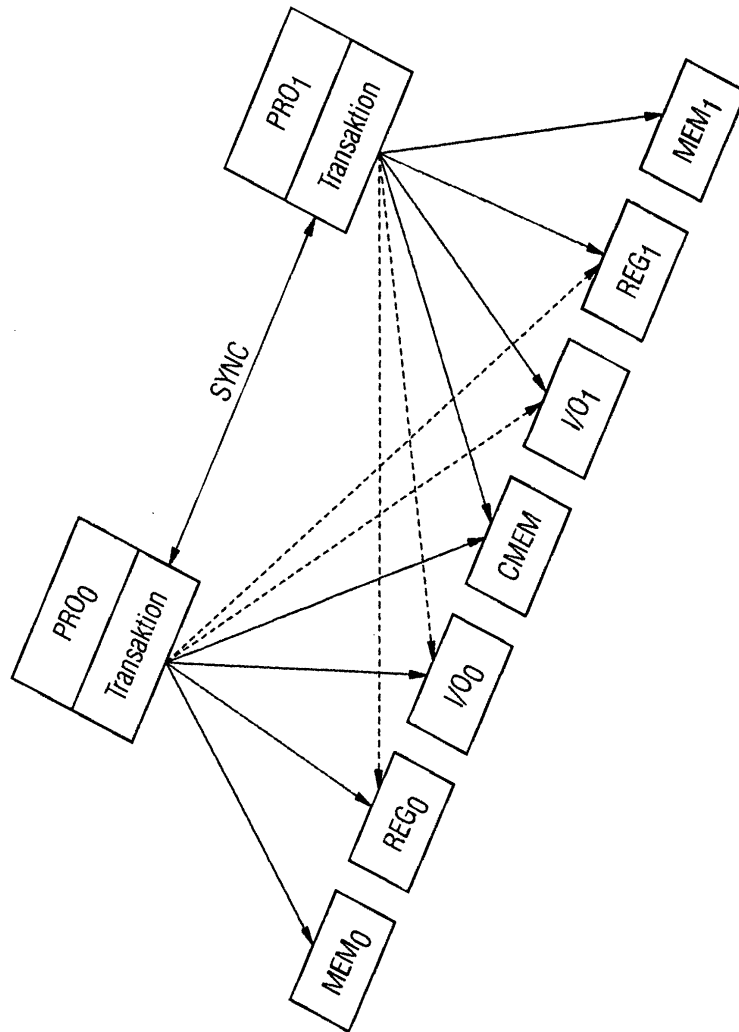 PRO0
Transaktion
SYNC
PRO1
Transaktion
MEM0
REG0
I/O0
CMEM
I/O1
REG1
MEM1